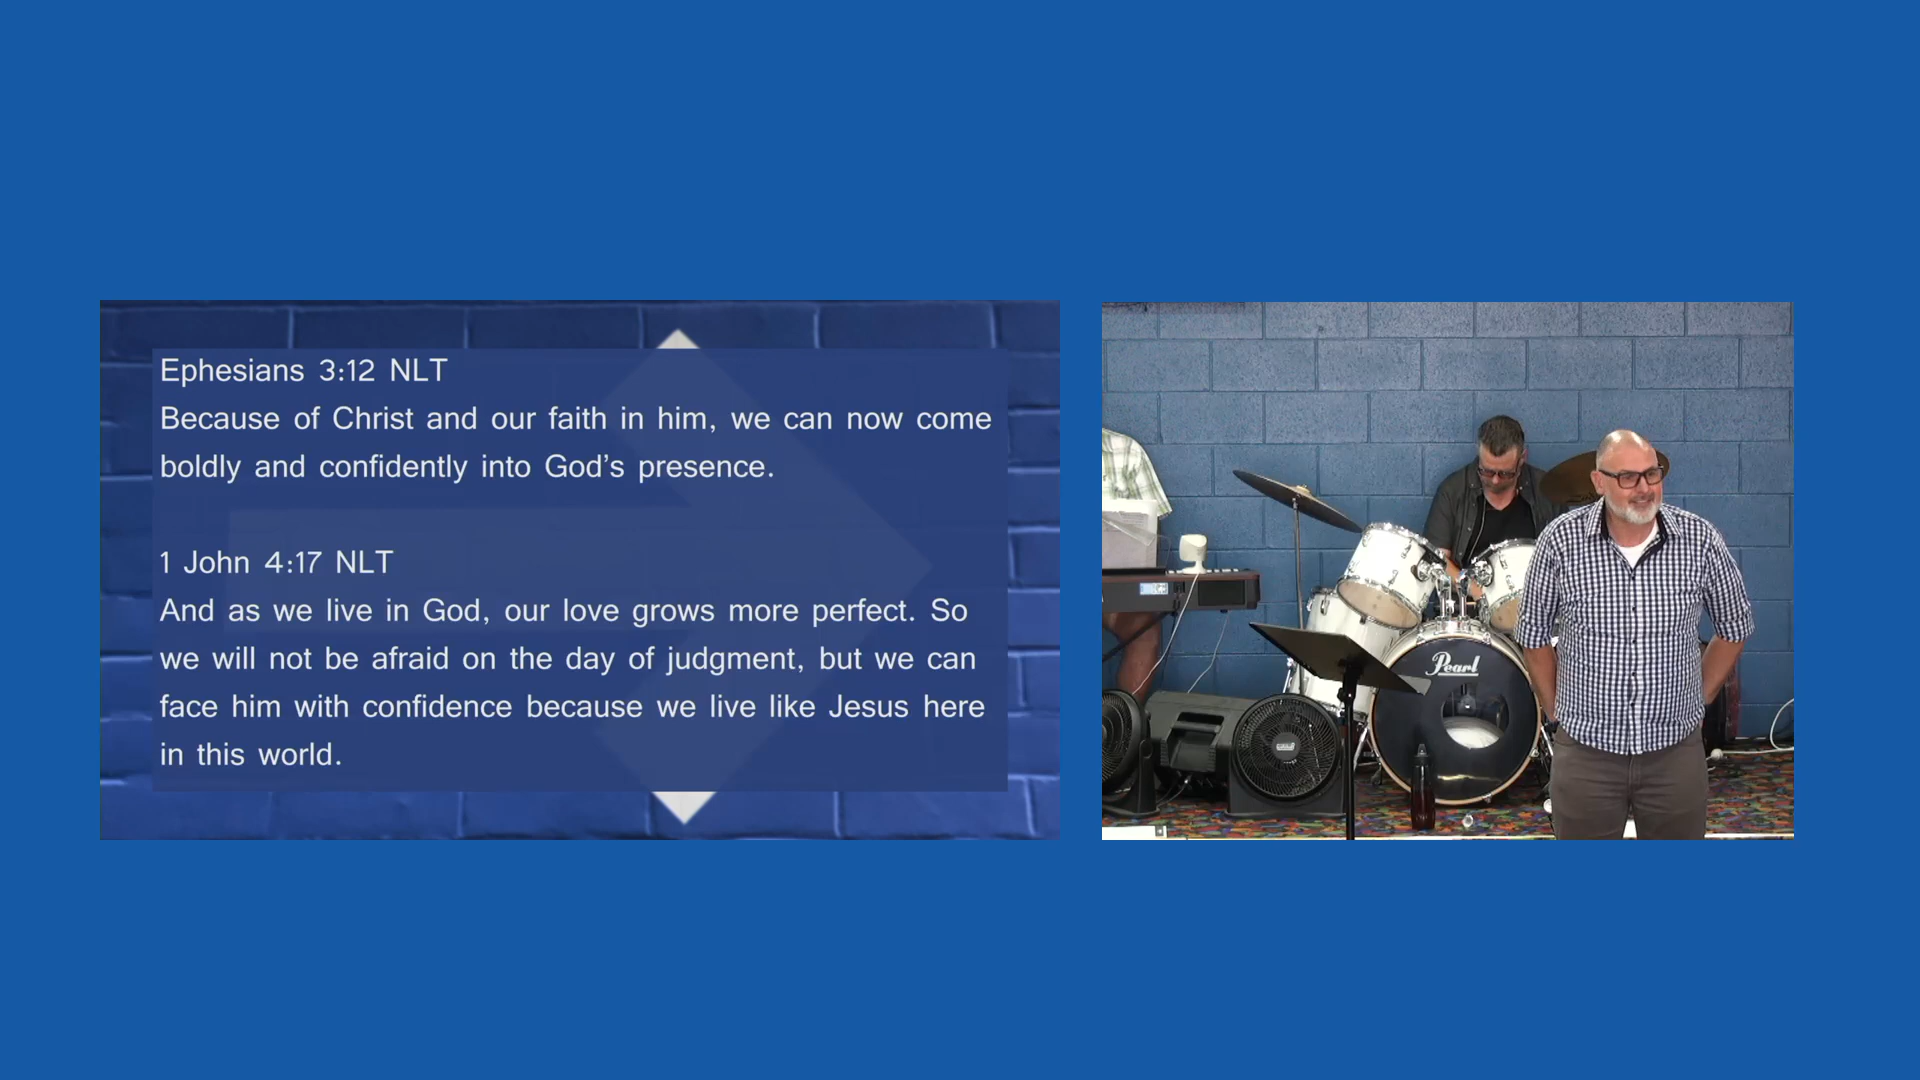 Ephesians 3:12 NLT
Because of Christ and our faith in him, we can now come
boldly and confidently into God's presence.
1 John 4:17 NLT
And as we live in God, our love grows more perfect. So
we will not be afraid on the day of judgment, but we can
face him with confidence because we live like Jesus here
in this world.
Pearl